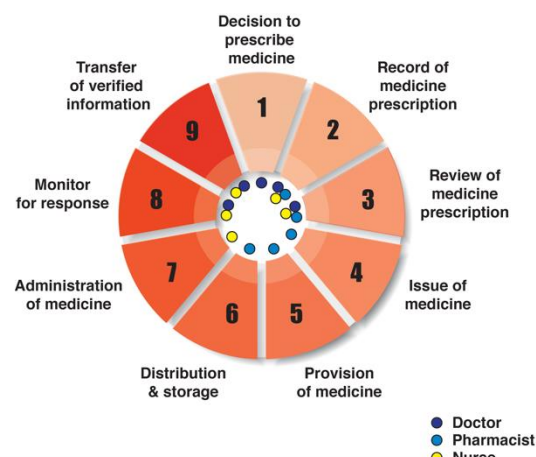 Decision to
prescribe
medicine
Record of
medicine
prescription
Review of
medicine
prescription
Issue of
medicine
Provision
of medicine
Distribution
& storage
Administration
of medicine
Monitor
for response
Transfer
of verified
information
1
2
3
4
5
6
7
8
9
Doctor
Pharmacist
Nurse